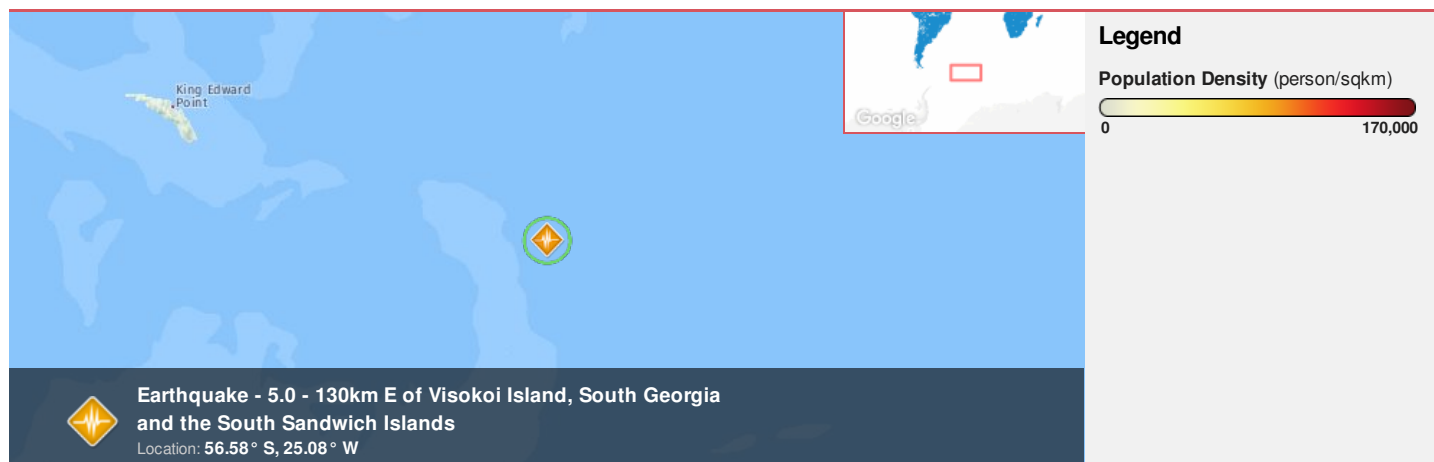 King Edward
Point
Google
Legend
Population Density (person/sqkm)
0 170,000
Earthquake - 5.0 - 130km E of Visokoi Island, South Georgia
and the South Sandwich Islands
Location: 56.58° S, 25.08° W